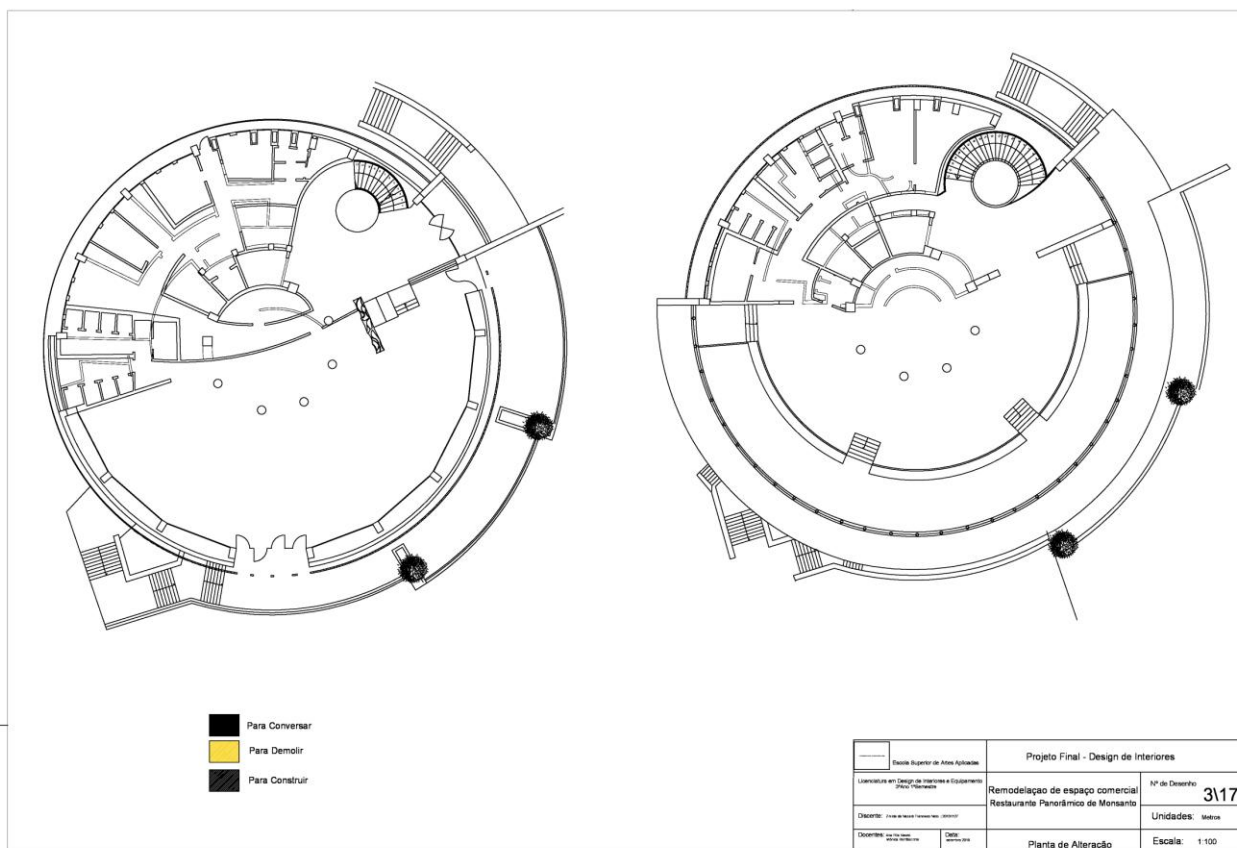 Para Conversar
Para Demolir
Para Construir
Escola Superior de Artes Aplicadas
Projeto Final - Design de Interiores
Licenciatura em Design de Interiores e Equipamento
Remodelaçao de espaço comercial
Restaurante Panorâmico de Monsanto
Nº de Desenho
3\17
Discente:
Unidades: Metros
Docentes:
Data:
Planta de Alteração
Escala: 1:100